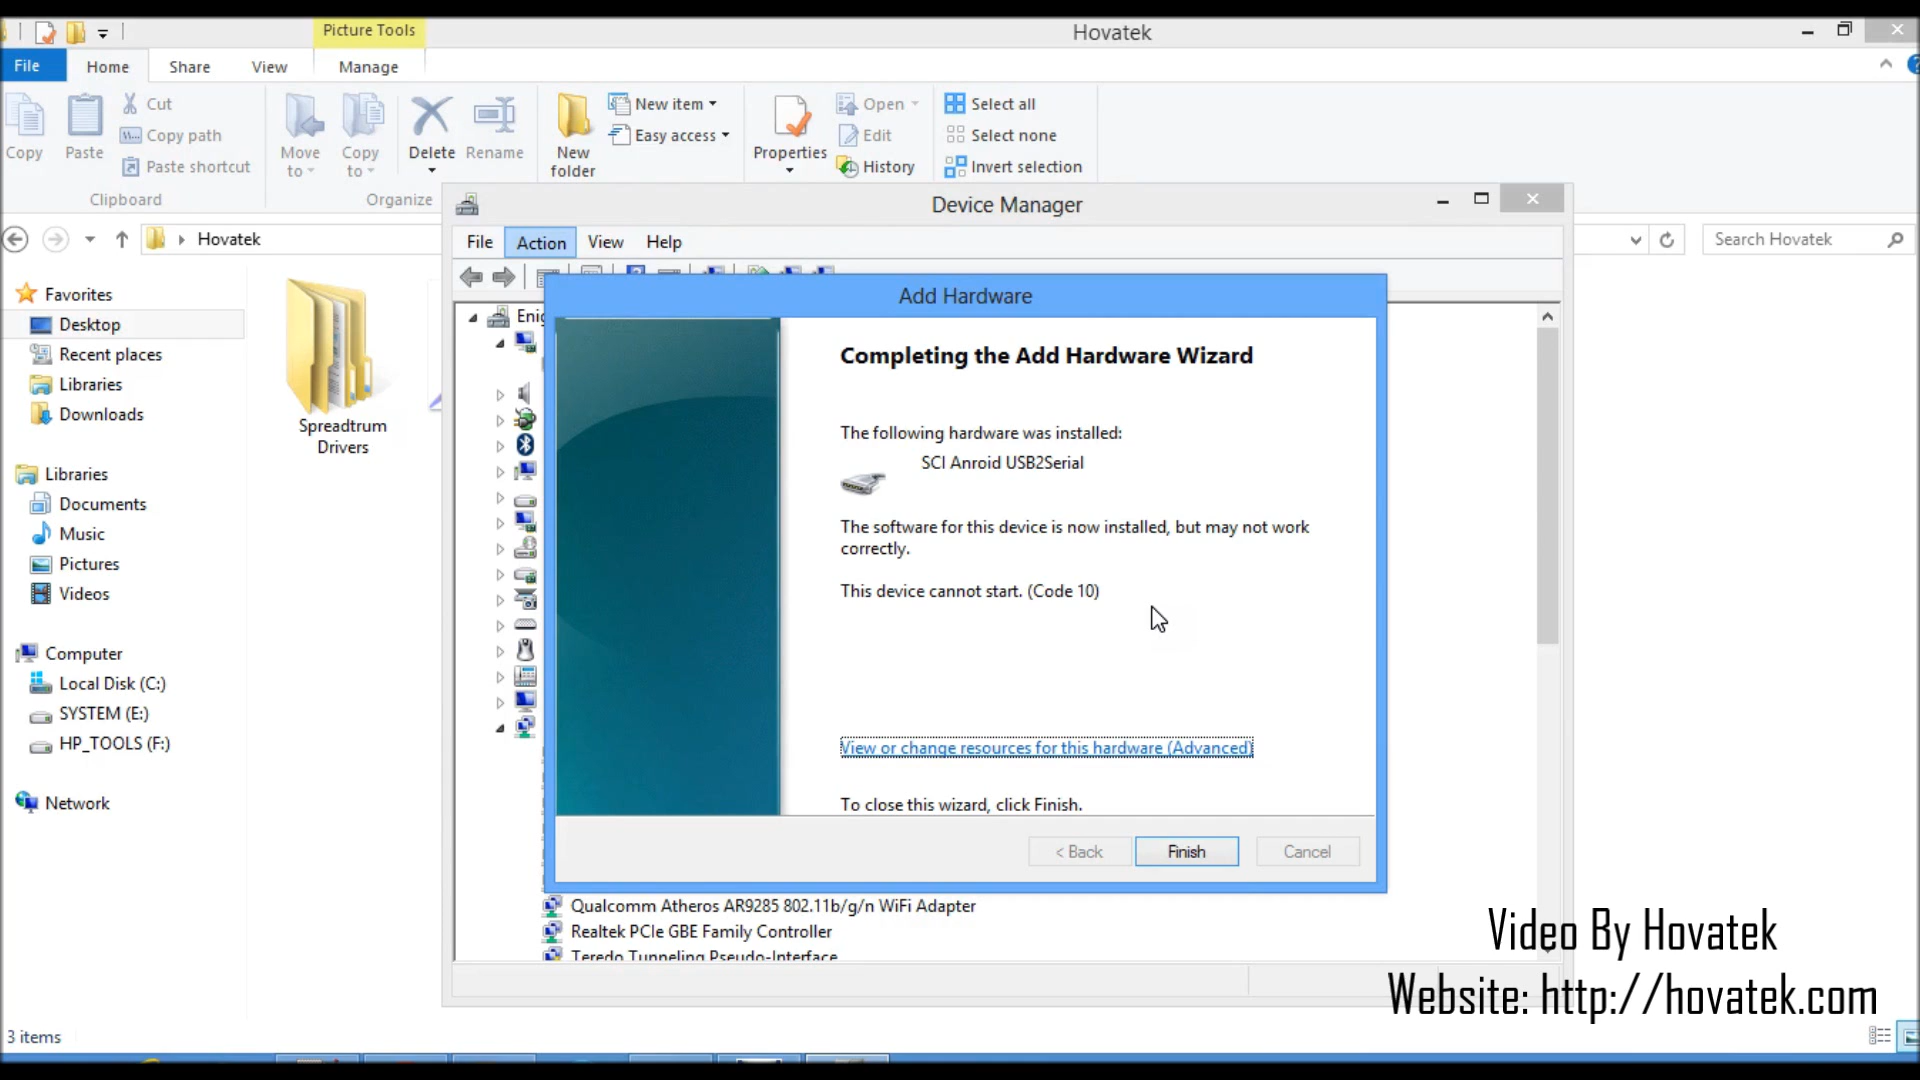 Picture Tools
Hovatek
File
Home
Share
View
Manage
Copy
Paste
Cut
Copy path
Paste shortcut
Clipboard
Move to
Copy to
Delete
Rename
Organize
New folder
New item
Easy access
Properties
Open
Edit
History
Select all
Select none
Invert selection
Device Manager
File
Action
View
Help
Hovatek
Search Hovatek
Favorites
Desktop
Recent places
Libraries
Downloads
Libraries
Documents
Music
Pictures
Videos
Computer
Local Disk (C:)
SYSTEM (E:)
HP_TOOLS (F:)
Network
Spreadtrum
Drivers
Add Hardware
Completing the Add Hardware Wizard
The following hardware was installed:
SCI Anroid USB2Serial
The software for this device is now installed, but may not work
correctly.
This device cannot start. (Code 10)
View or change resources for this hardware (Advanced)
To close this wizard, click Finish.
< Back
Finish
Cancel
Qualcomm Atheros AR9285 802.11b/g/n WiFi Adapter
Realtek PCIe GBE Family Controller
Teredo Tunneling Pseudo-Interface
Video By Hovatek
Website: http://hovatek.com
3 items